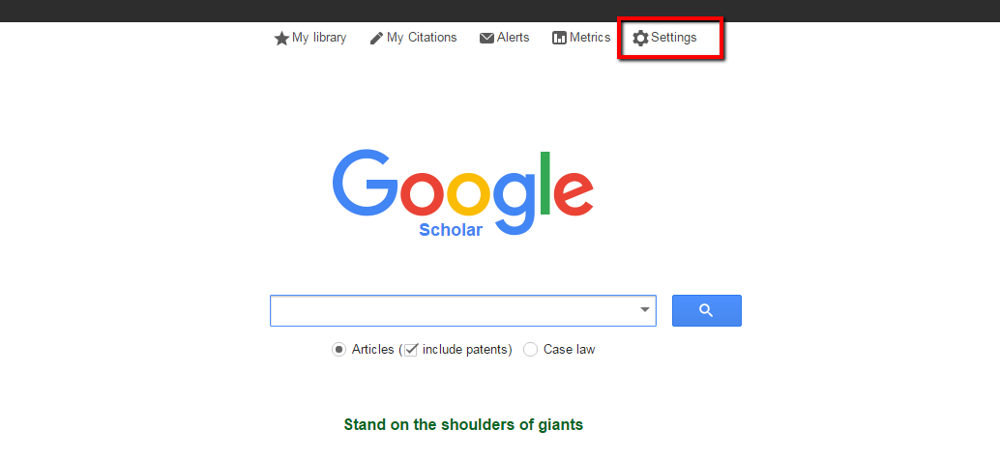 My library My Citations Alerts Metrics Settings
Google
Scholar
Articles (include patents) Case law
Stand on the shoulders of giants